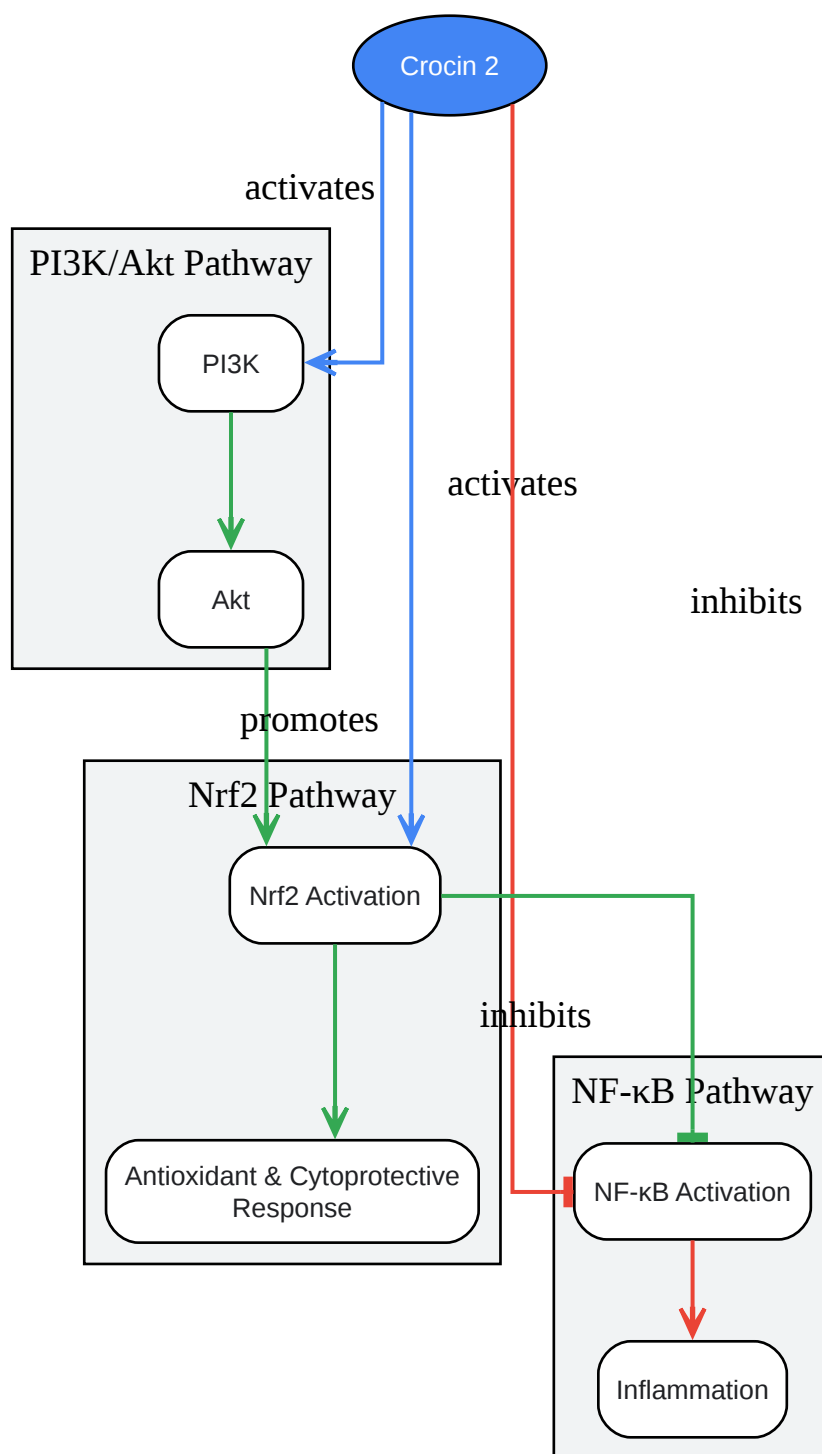 Crocin 2
activates
PI3K/Akt Pathway
PI3K
activates
Akt
inhibits
promotes
Nrf2 Pathway
Nrf2 Activation
inhibits
NF-κB Pathway
Antioxidant & Cytoprotective
Response
NF-κB Activation
Inflammation